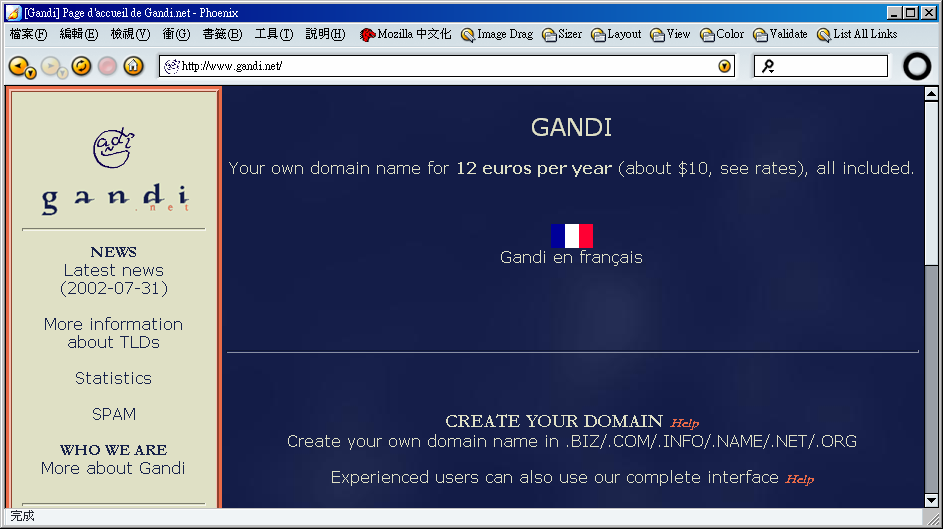 [Gandi] Page d'accueil de Gandi.net - Phoenix
檔案(F) 編輯(E) 檢視(V) 衝(G) 書籤(B) 工具(T) 說明(H) Mozilla 中文化 Image Drag Sizer Layout View Color Validate List All Links
http://www.gandi.net/
gandi
.net
NEWS
Latest news
(2002-07-31)
More information
about TLDs
Statistics
SPAM
WHO WE ARE
More about Gandi
GANDI
Your own domain name for 12 euros per year (about $10, see rates), all included.
Gandi en français
CREATE YOUR DOMAIN Help
Create your own domain name in .BIZ/.COM/.INFO/.NAME/.NET/.ORG
Experienced users can also use our complete interface Help
完成